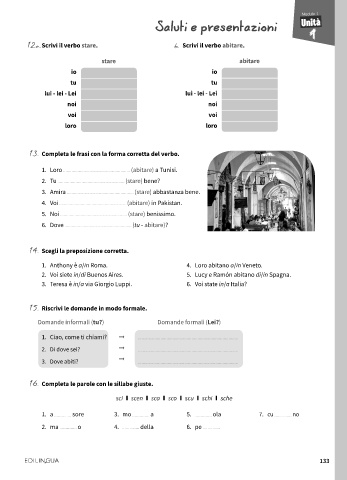 Modulo 1
Unità
1
Saluti e presentazioni
12a. Scrivi il verbo stare.
b. Scrivi il verbo abitare.
stare
io
tu
lui - lei - Lei
noi
voi
loro
abitare
io
tu
lui - lei - Lei
noi
voi
loro
13. Completa le frasi con la forma corretta del verbo.
1. Loro (abitare) a Tunisi.
2. Tu (stare) bene?
3. Amira (stare) abbastanza bene.
4. Voi (abitare) in Pakistan.
5. Noi (stare) benissimo.
6. Dove (tu - abitare)?
14. Scegli la preposizione corretta.
1. Anthony è a/in Roma.
2. Voi siete in/di Buenos Aires.
3. Teresa è in/a via Giorgio Luppi.
4. Loro abitano a/in Veneto.
5. Lucy e Ramón abitano di/in Spagna.
6. Voi state in/a Italia?
15. Riscrivi le domande in modo formale.
Domande informali (tu?) Domande formali (Lei?)
1. Ciao, come ti chiami? →
2. Di dove sei? →
3. Dove abiti? →
16. Completa le parole con le sillabe giuste.
sci I scen I sca I sco I scu I schi I sche
1. a sore
2. ma o
3. mo a
4. della
5. ola
6. pe
7. cu no
EDILINGUA
133